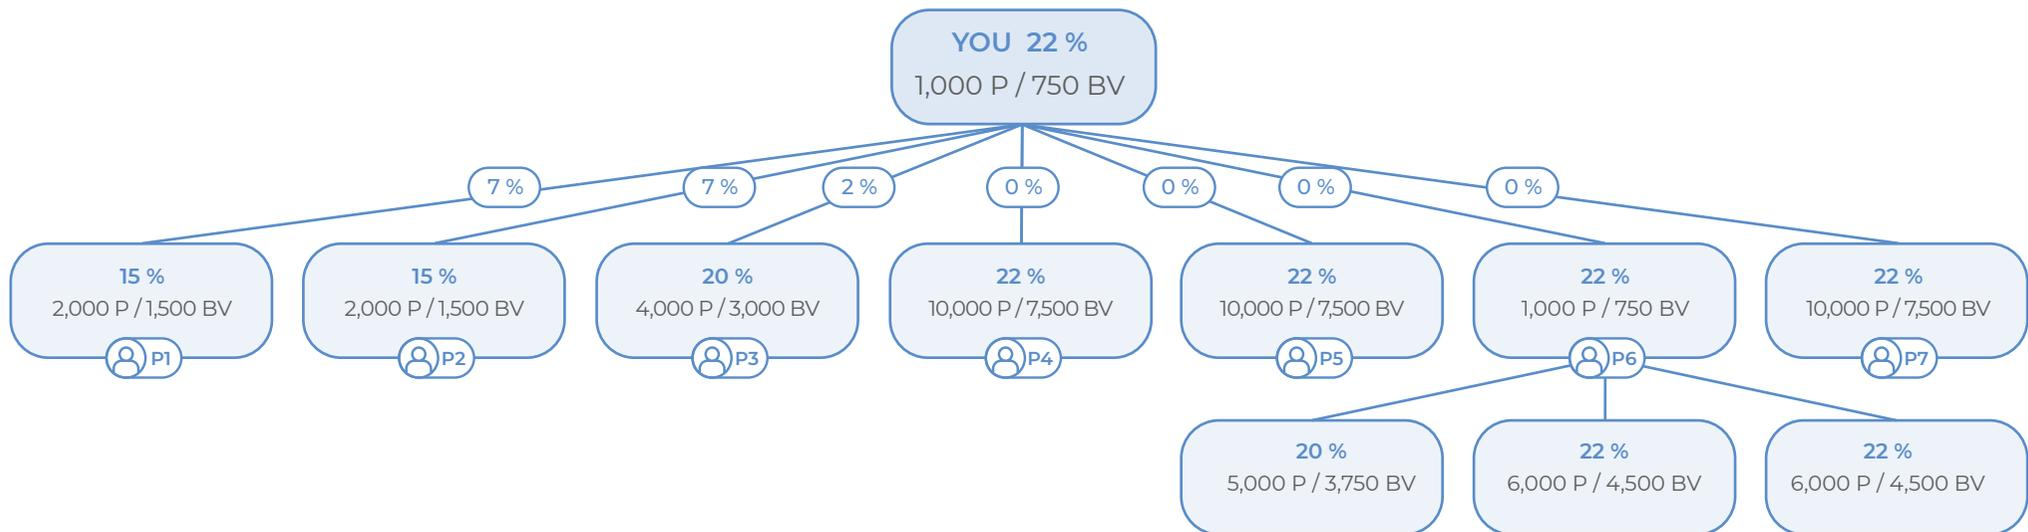 YOU 22 %
1,000 P / 750 BV
7 %
7 %
2 %
0 %
0 %
0 %
0 %
15 %
2,000 P / 1,500 BV
P1
15 %
2,000 P / 1,500 BV
P2
20 %
4,000 P / 3,000 BV
P3
22 %
10,000 P / 7,500 BV
P4
22 %
10,000 P / 7,500 BV
P5
22 %
1,000 P / 750 BV
P6
22 %
10,000 P / 7,500 BV
P7
20 %
5,000 P / 3,750 BV
22 %
6,000 P / 4,500 BV
22 %
6,000 P / 4,500 BV